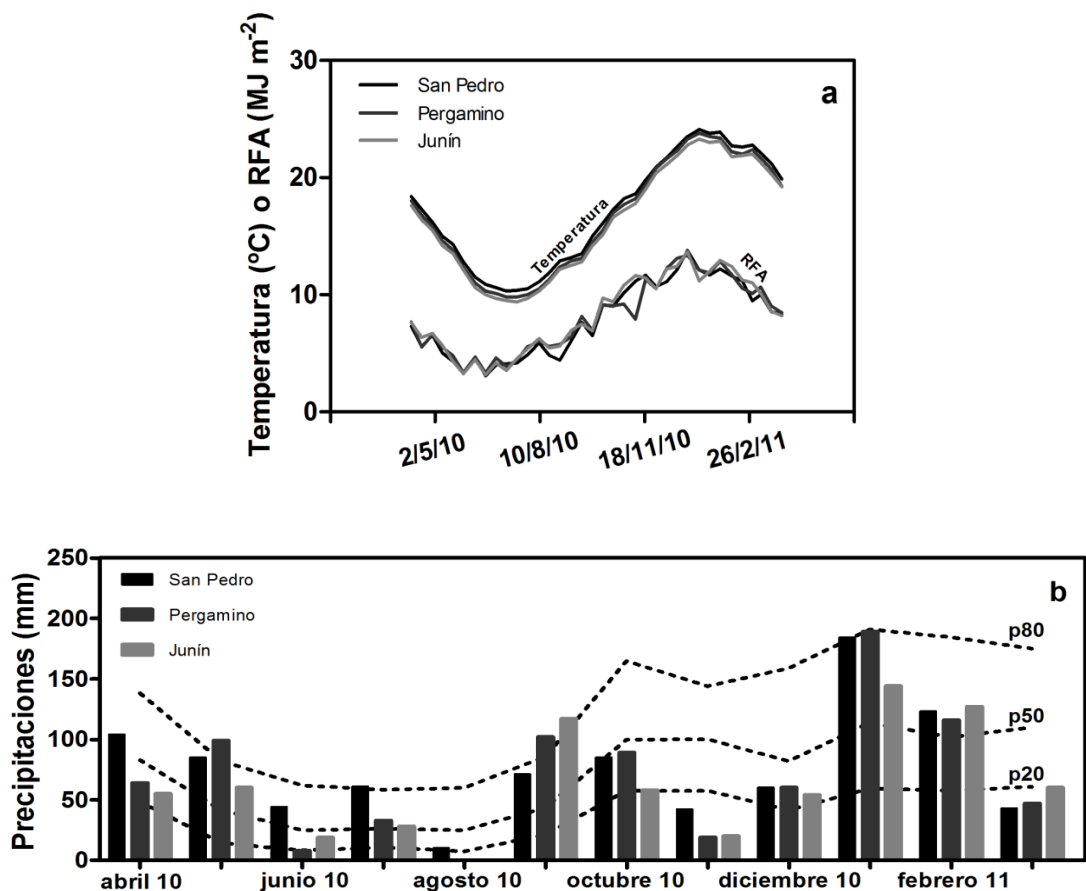 Temperatura (ºC) o RFA (MJ m-2)
30
20
10
0
San Pedro
Pergamino
Junín
a
Temperatura
RFA
2/5/10
10/8/10
18/11/10
26/2/11
Precipitaciones (mm)
250
200
150
100
50
0
San Pedro
Pergamino
Junín
b
p80
p50
p20
abril 10
junio 10
agosto 10
octubre 10
diciembre 10
febrero 11